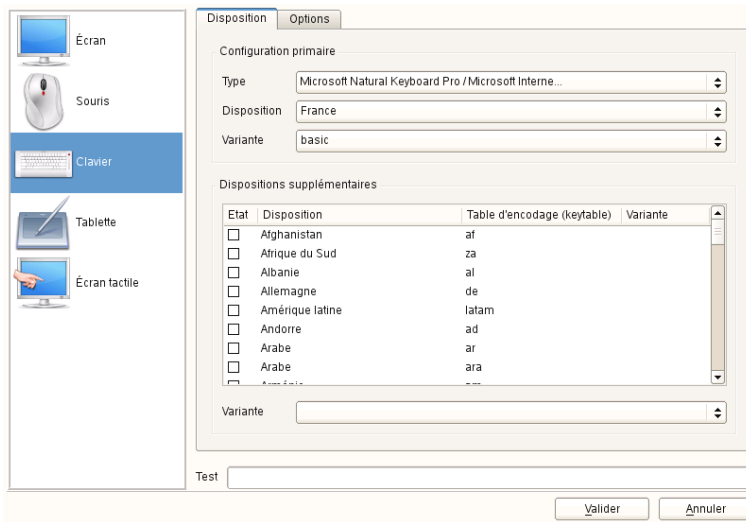 Écran
Souris
Clavier
Tablette
Écran tactile
Disposition Options
Configuration primaire
Type Microsoft Natural Keyboard Pro / Microsoft Interne...
Disposition France
Variante basic
Dispositions supplémentaires
Etat Disposition Table d'encodage (keytable) Variante
Afghanistan af
Afrique du Sud za
Albanie al
Allemagne de
Amérique latine latam
Andorre ad
Arabe ar
Arabe ara
Variante
Test
Valider Annuler